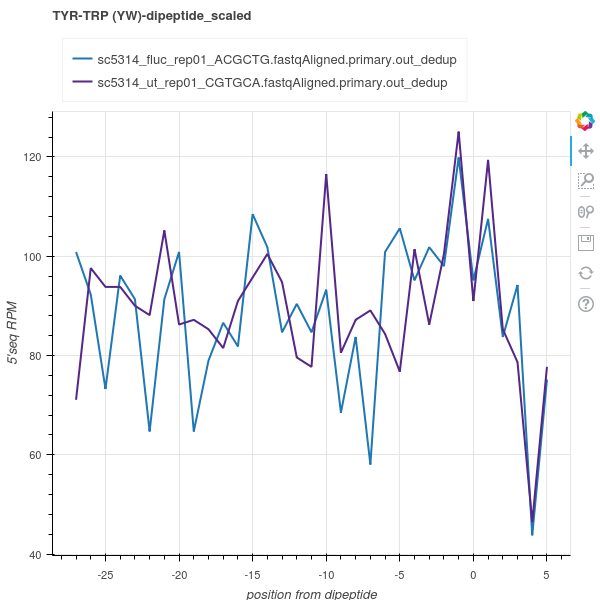 TYR-TRP (YW)-dipeptide_scaled
sc5314_fluc_rep01_ACGCTG.fastqAligned.primary.out_dedup
sc5314_ut_rep01_CGTGCA.fastqAligned.primary.out_dedup
120
100
80
60
40
5'seq RPM
-25
-20
-15
-10
-5
0
5
position from dipeptide